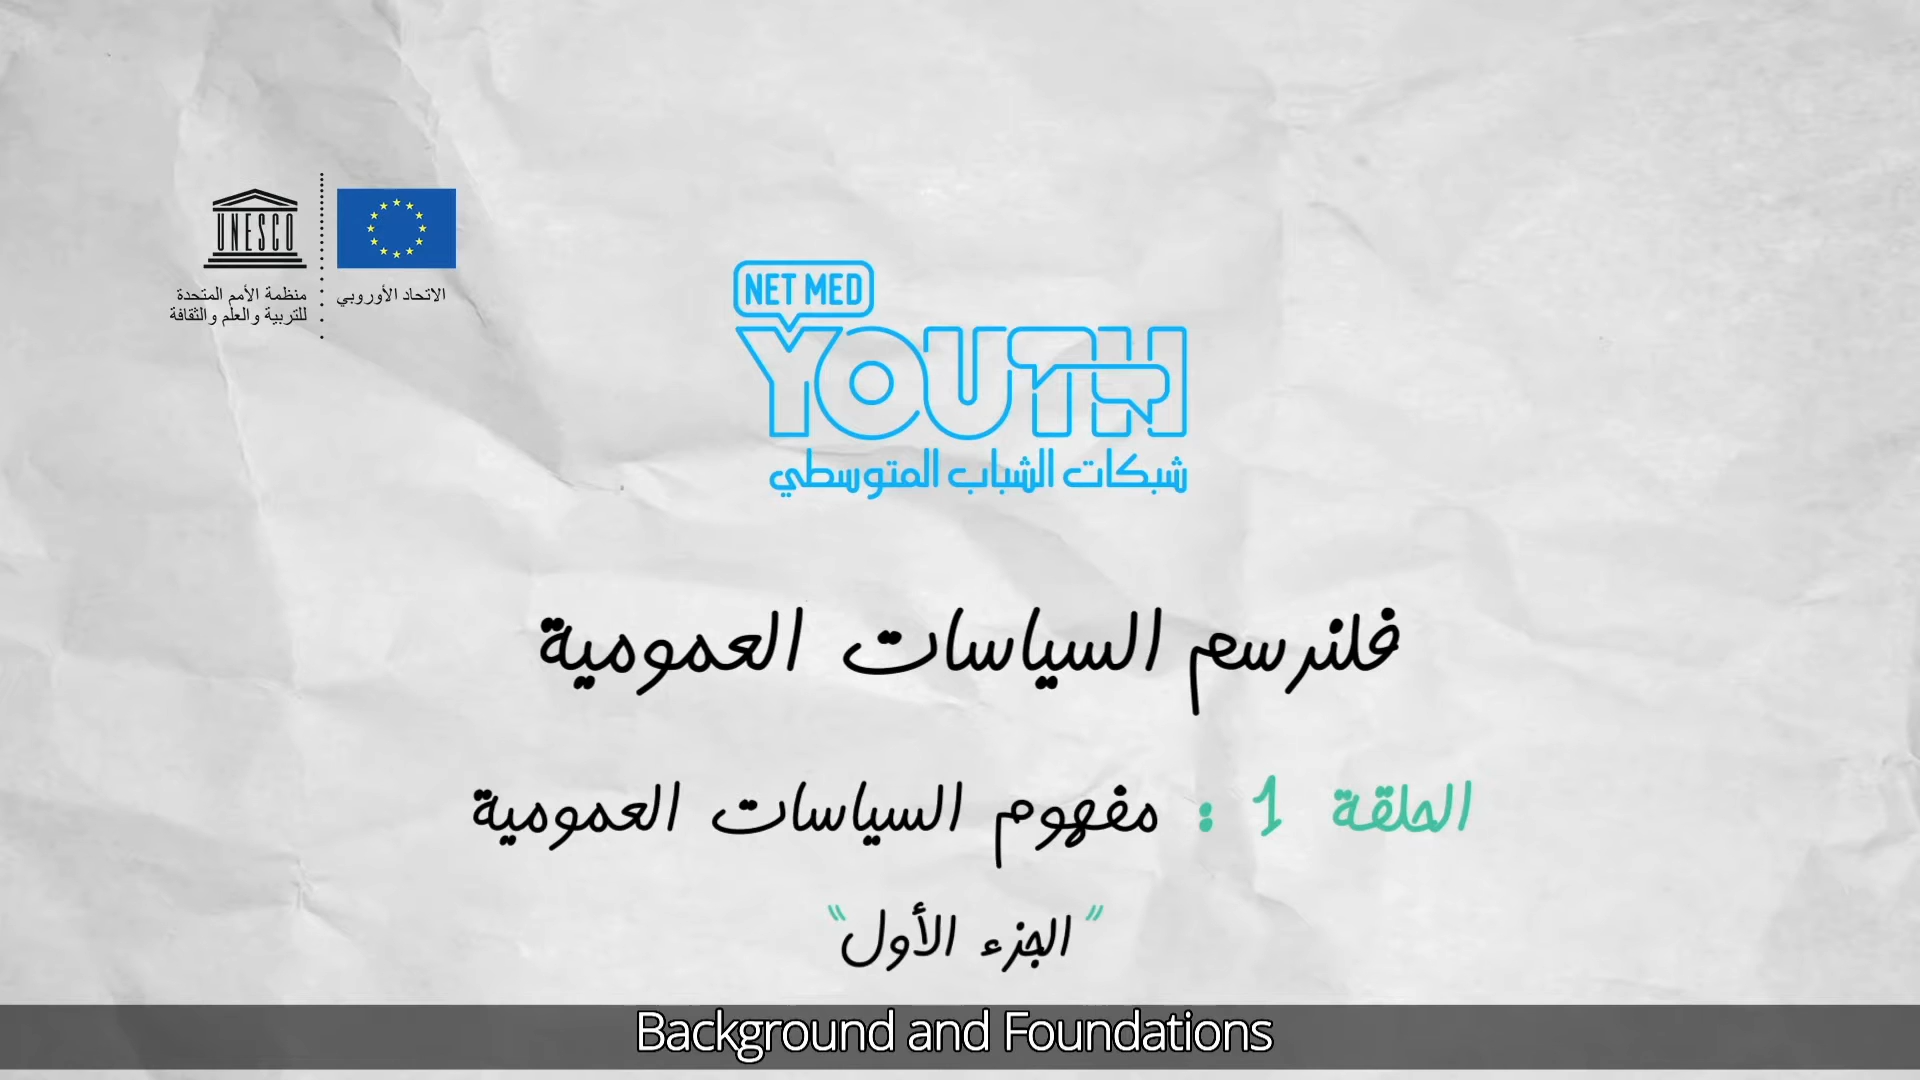 UNESCO
منظمة الأمم المتحدة
للتربية والعلم والثقافة
الاتحاد الأوروبي
NET MED
YOUTH
شبكات الشباب المتوسطي
فلنرسم السياسات العمومية
الحلقة 1 : مفهوم السياسات العمومية
"الجزء الأول"
Background and Foundations